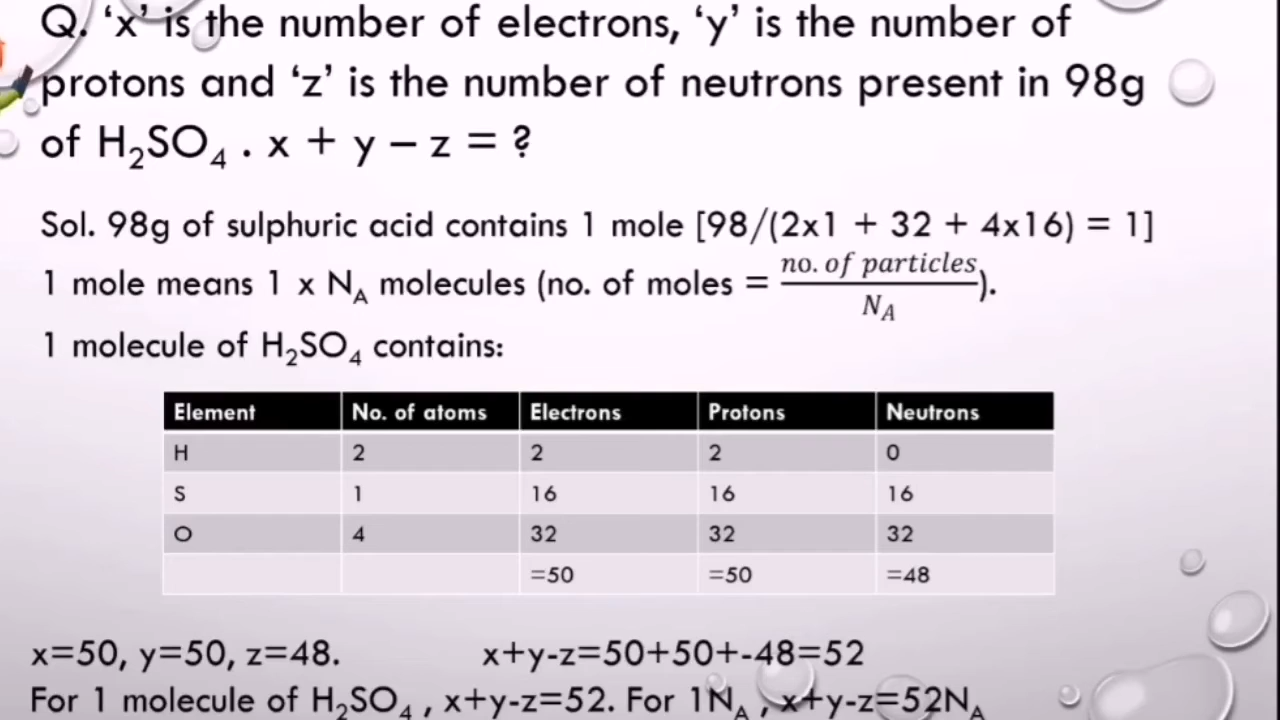 Q. ‘x’ is the number of electrons, ‘y’ is the number of
protons and ‘z’ is the number of neutrons present in 98g
of H₂SO₄ . x + y – z = ?
Sol. 98g of sulphuric acid contains 1 mole [98/(2x1 + 32 + 4x16) = 1]
1 mole means 1 x N_A molecules (no. of moles = no. of particles / N_A).
1 molecule of H₂SO₄ contains:
Element No. of atoms Electrons Protons Neutrons
H 2 2 2 0
S 1 16 16 16
O 4 32 32 32
=50 =50 =48
x=50, y=50, z=48. x+y-z=50+50+-48=52
For 1 molecule of H₂SO₄ , x+y-z=52. For 1N_A , x+y-z=52N_A